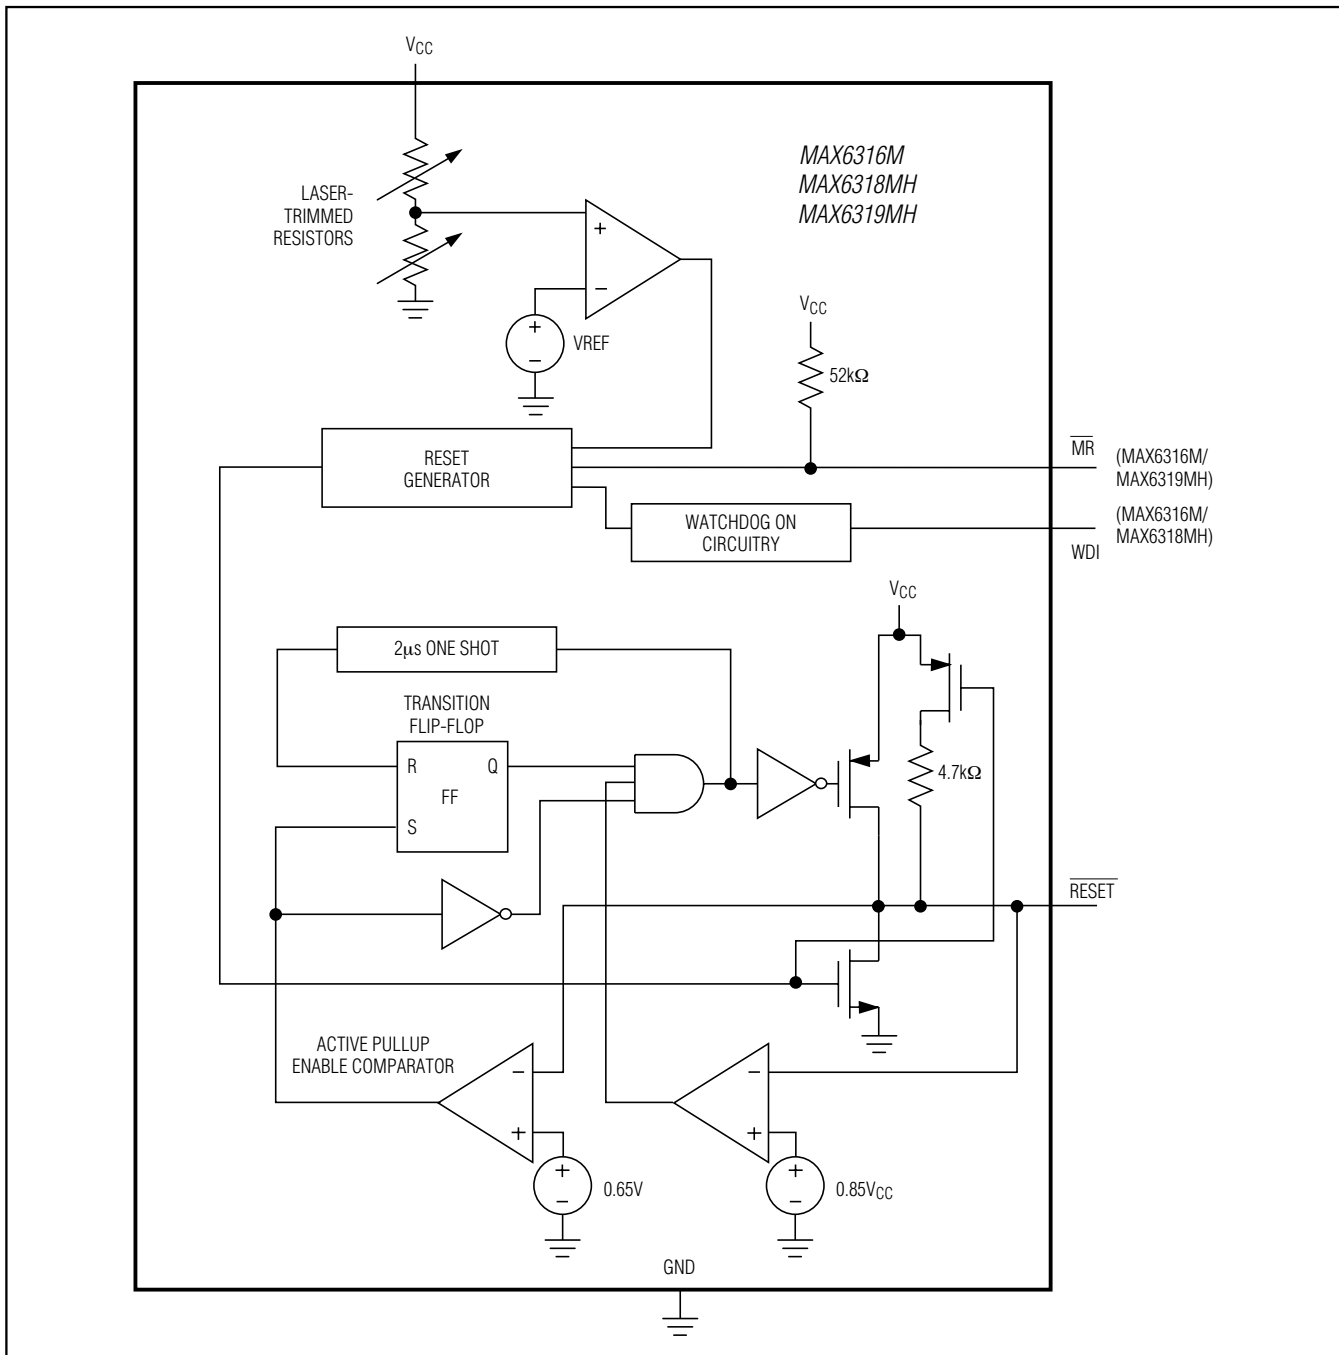 VCC
MAX6316M
MAX6318MH
MAX6319MH
LASER-
TRIMMED
RESISTORS
+
−
+
−
VREF
VCC
52kΩ
RESET
GENERATOR
MR
(MAX6316M/
MAX6319MH)
WATCHDOG ON
CIRCUITRY
(MAX6316M/
MAX6318MH)
WDI
VCC
2µs ONE SHOT
TRANSITION
FLIP-FLOP
R
Q
FF
S
4.7kΩ
RESET
ACTIVE PULLUP
ENABLE COMPARATOR
−
+
−
+
+
−
0.65V
+
−
0.85VCC
GND